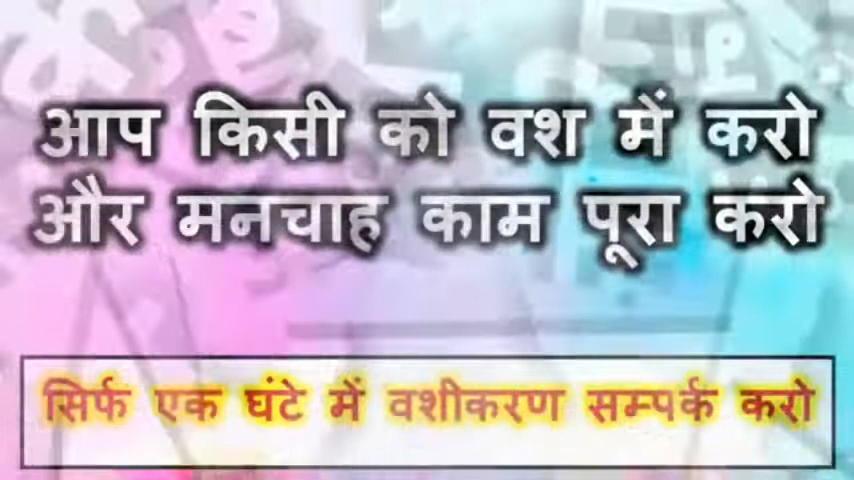 आप किसी को वश में करो
और मनचाह काम पूरा करो
सिर्फ एक घंटे में वशीकरण सम्पर्क करो